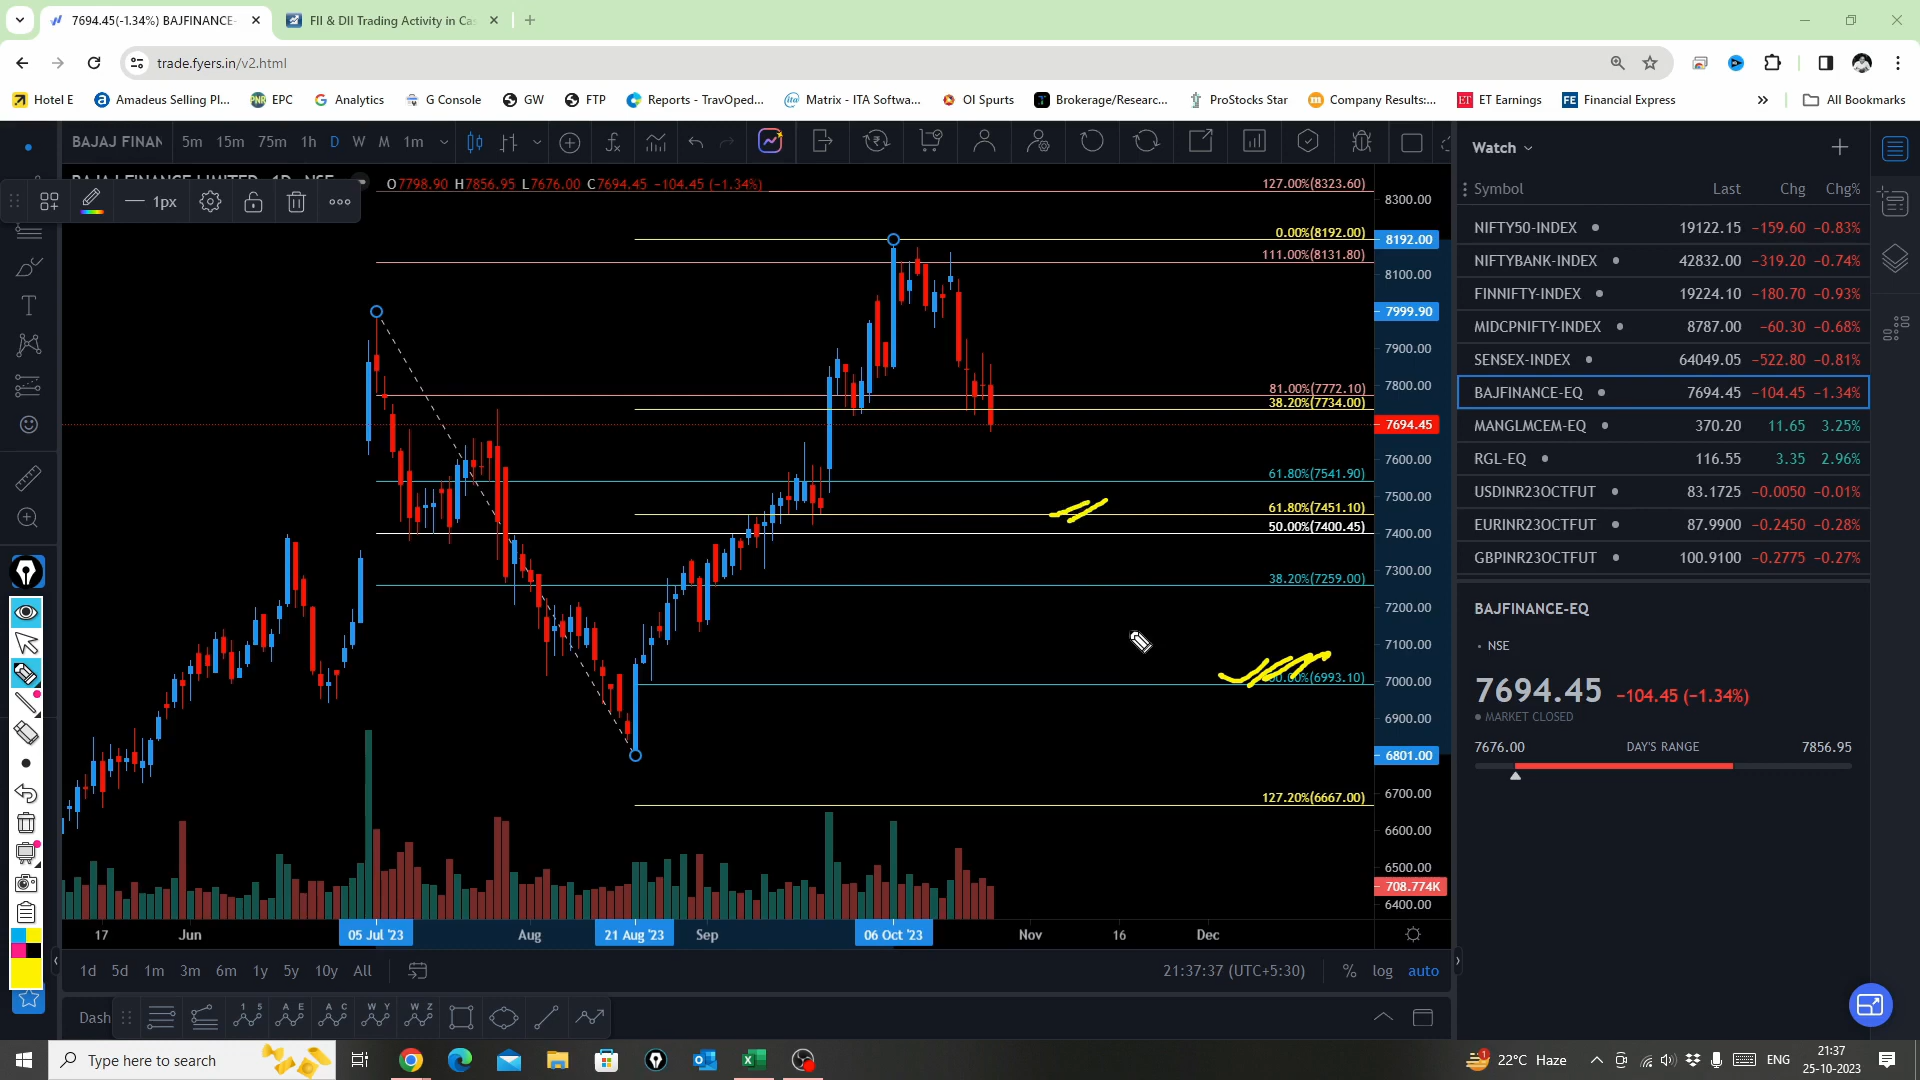 7694.45(-1.34%) BAJFINANCE-
FII & DII Trading Activity in Ca
trade.fyers.in/v2.html
Hotel E
Amadeus Selling Pl...
EPC
Analytics
G Console
GW
FTP
Reports - TravOped...
Matrix - ITA Softwa...
OI Spurts
Brokerage/Researc...
ProStocks Star
Company Results:...
ET Earnings
Financial Express
All Bookmarks
BAJAJ FINAN
5m 15m 75m 1h D W M 1m
O7798.90 H7856.95 L7676.00 C7694.45 −104.45 (−1.34%)
1px
127.00%(8323.60)
0.00%(8192.00)
111.00%(8131.80)
81.00%(7772.10)
38.20%(7734.00)
61.80%(7541.90)
61.80%(7451.10)
50.00%(7400.45)
38.20%(7259.00)
(6993.10)
127.20%(6667.00)
8300.00
8192.00
8100.00
7999.90
7900.00
7800.00
7694.45
7600.00
7500.00
7400.00
7300.00
7200.00
7100.00
7000.00
6900.00
6801.00
6700.00
6600.00
6500.00
708.774K
6400.00
17 Jun 05 Jul '23 Aug 21 Aug '23 Sep 06 Oct '23 Nov 16 Dec
1d 5d 1m 3m 6m 1y 5y 10y All
21:37:37 (UTC+5:30) % log auto
Dash
Watch
Symbol Last Chg Chg%
NIFTY50-INDEX 19122.15 −159.60 −0.83%
NIFTYBANK-INDEX 42832.00 −319.20 −0.74%
FINNIFTY-INDEX 19224.10 −180.70 −0.93%
MIDCPNIFTY-INDEX 8787.00 −60.30 −0.68%
SENSEX-INDEX 64049.05 −522.80 −0.81%
BAJFINANCE-EQ 7694.45 −104.45 −1.34%
MANGLMCEM-EQ 370.20 11.65 3.25%
RGL-EQ 116.55 3.35 2.96%
USDINR23OCTFUT 83.1725 −0.0050 −0.01%
EURINR23OCTFUT 87.9900 −0.2450 −0.28%
GBPINR23OCTFUT 100.9100 −0.2775 −0.27%
BAJFINANCE-EQ
NSE
7694.45 −104.45 (−1.34%)
MARKET CLOSED
7676.00 DAY'S RANGE 7856.95
Type here to search
22°C Haze
ENG
21:37
25-10-2023